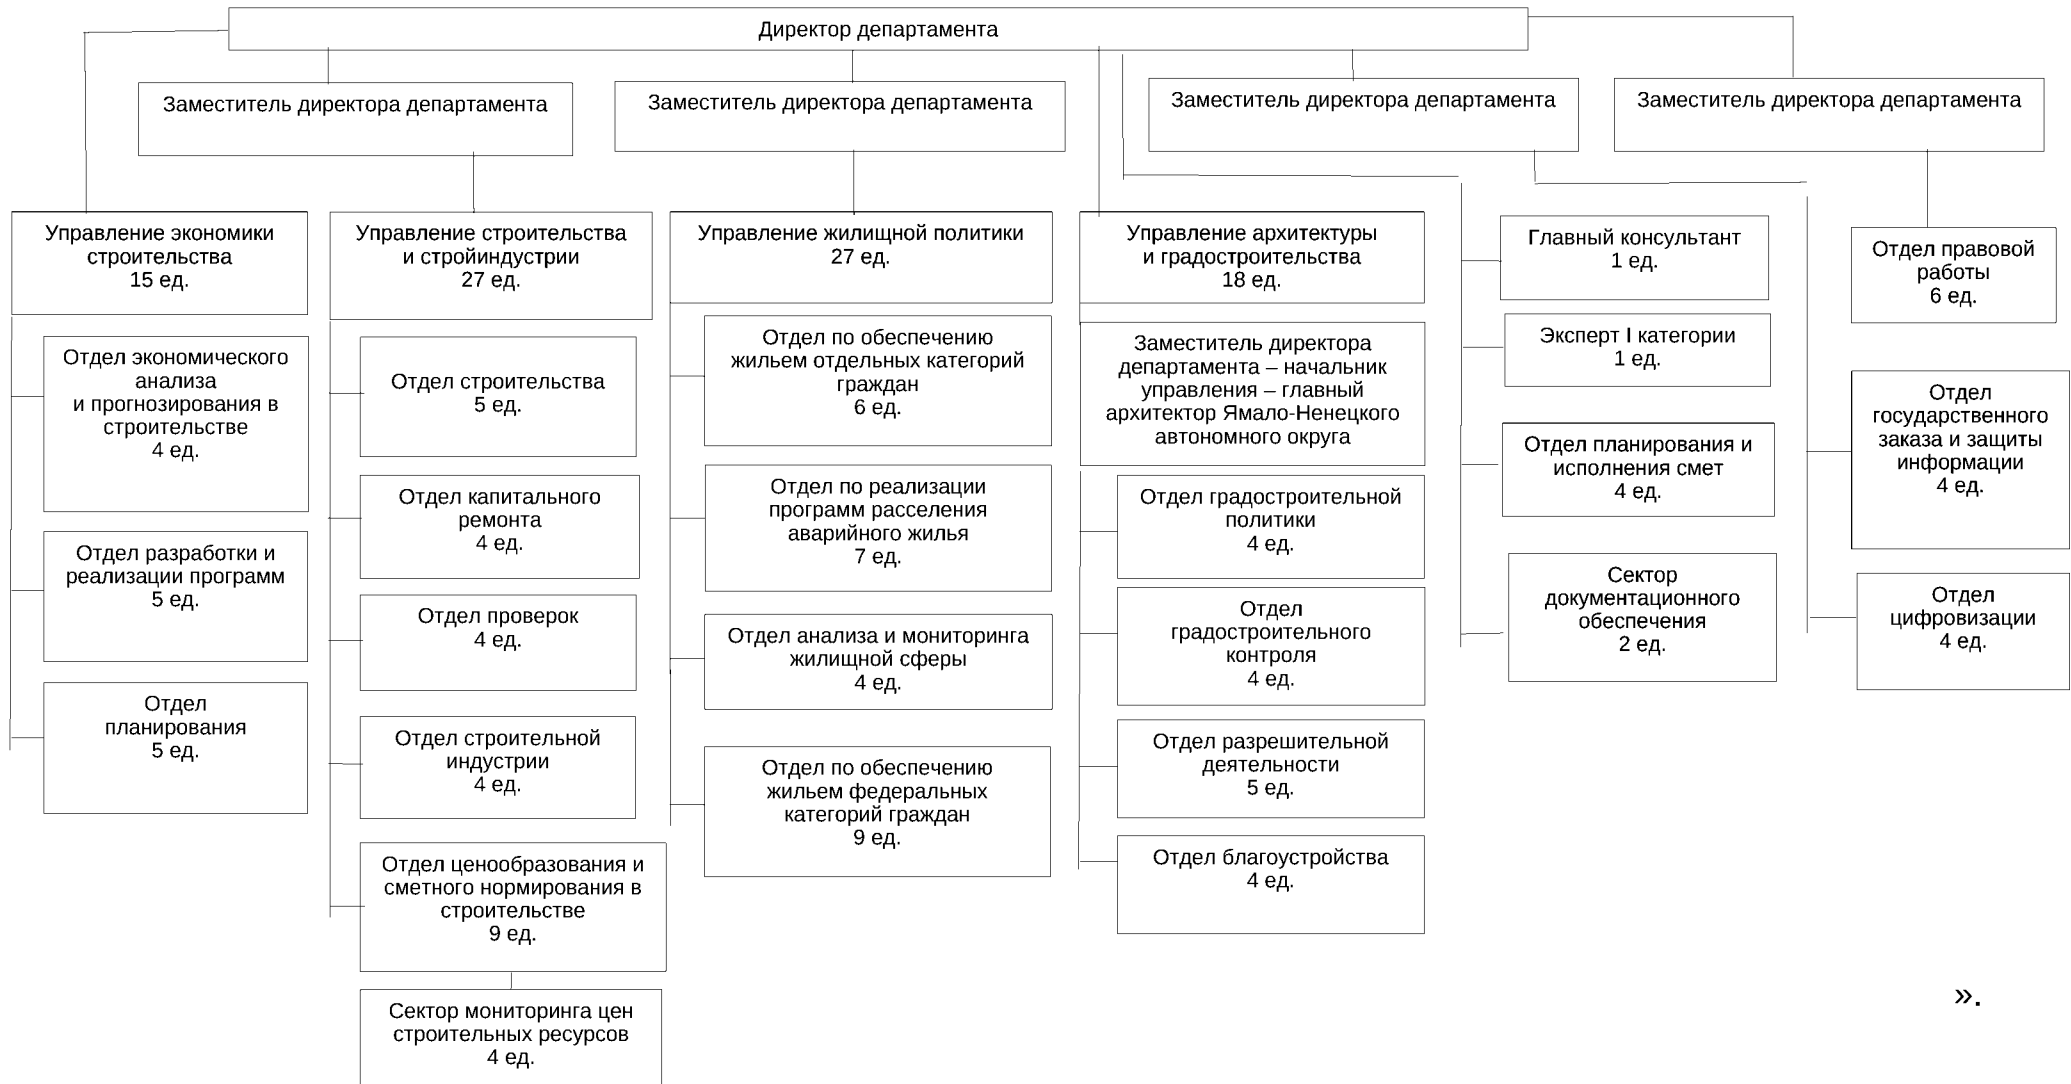 Директор департамента
Заместитель директора департамента
Заместитель директора департамента
Заместитель директора департамента
Заместитель директора департамента
Управление экономики
строительства
15 ед.
Отдел экономического
анализа
и прогнозирования в
строительстве
4 ед.
Отдел разработки и
реализации программ
5 ед.
Отдел
планирования
5 ед.
Управление строительства
и стройиндустрии
27 ед.
Отдел строительства
5 ед.
Отдел капитального
ремонта
4 ед.
Отдел проверок
4 ед.
Отдел строительной
индустрии
4 ед.
Отдел ценообразования и
сметного нормирования в
строительстве
9 ед.
Сектор мониторинга цен
строительных ресурсов
4 ед.
Управление жилищной политики
27 ед.
Отдел по обеспечению
жильем отдельных категорий
граждан
6 ед.
Отдел по реализации
программ расселения
аварийного жилья
7 ед.
Отдел анализа и мониторинга
жилищной сферы
4 ед.
Отдел по обеспечению
жильем федеральных
категорий граждан
9 ед.
Управление архитектуры
и градостроительства
18 ед.
Заместитель директора
департамента – начальник
управления – главный
архитектор Ямало-Ненецкого
автономного округа
Отдел градостроительной
политики
4 ед.
Отдел
градостроительного
контроля
4 ед.
Отдел разрешительной
деятельности
5 ед.
Отдел благоустройства
4 ед.
Главный консультант
1 ед.
Эксперт I категории
1 ед.
Отдел планирования и
исполнения смет
4 ед.
Сектор
документационного
обеспечения
2 ед.
Отдел правовой
работы
6 ед.
Отдел
государственного
заказа и защиты
информации
4 ед.
Отдел
цифровизации
4 ед.
».